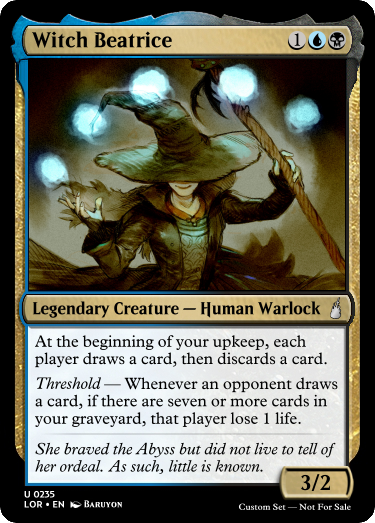 Witch Beatrice 1
Legendary Creature — Human Warlock
At the beginning of your upkeep, each
player draws a card, then discards a card.
Threshold — Whenever an opponent draws
a card, if there are seven or more cards in
your graveyard, that player lose 1 life.
She braved the Abyss but did not live to tell of
her ordeal. As such, little is known.
3/2
U 0235
LOR • EN Baruyon
Custom Set — Not For Sale